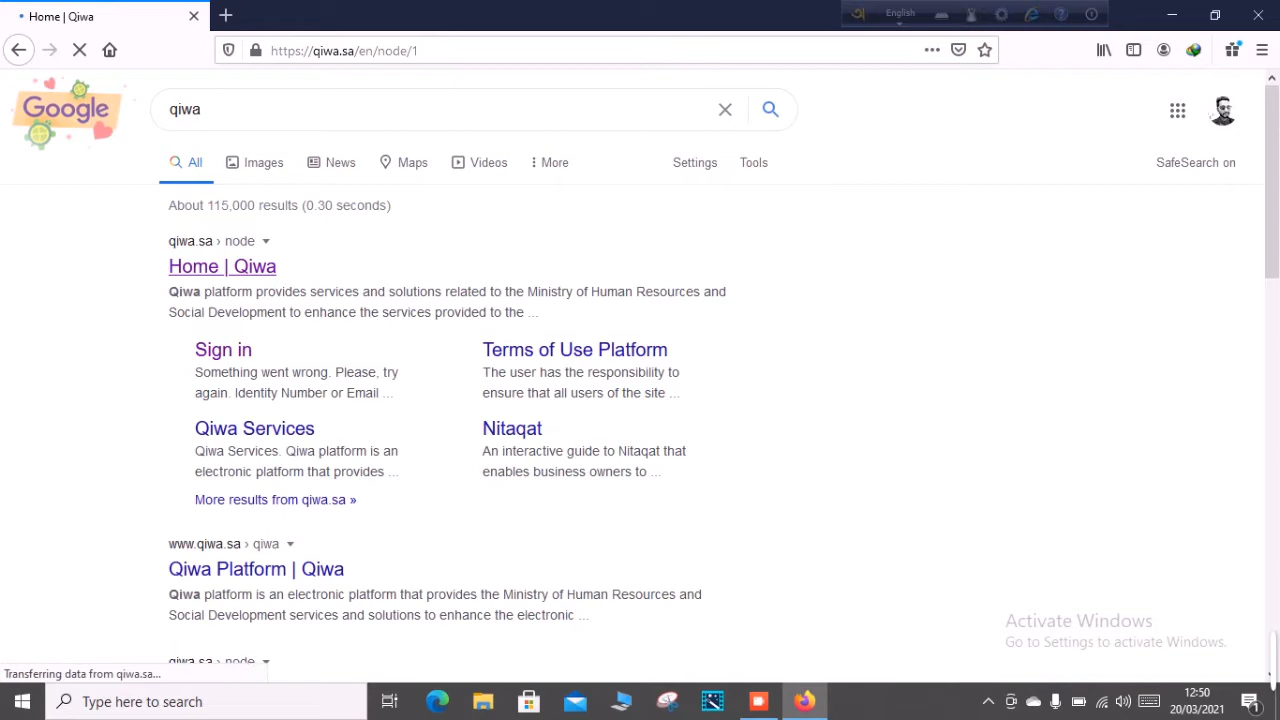 Home | Qiwa
English
https://qiwa.sa/en/node/1
Google
qiwa
All
Images
News
Maps
Videos
More
Settings
Tools
SafeSearch on
About 115,000 results (0.30 seconds)
qiwa.sa › node
Home | Qiwa
Qiwa platform provides services and solutions related to the Ministry of Human Resources and
Social Development to enhance the services provided to the ...
Sign in
Something went wrong. Please, try
again. Identity Number or Email ...
Terms of Use Platform
The user has the responsibility to
ensure that all users of the site ...
Qiwa Services
Qiwa Services. Qiwa platform is an
electronic platform that provides ...
Nitaqat
An interactive guide to Nitaqat that
enables business owners to ...
More results from qiwa.sa »
www.qiwa.sa › qiwa
Qiwa Platform | Qiwa
Qiwa platform is an electronic platform that provides the Ministry of Human Resources and
Social Development services and solutions to enhance the electronic ...
qiwa.sa › node
Activate Windows
Go to Settings to activate Windows.
Transferring data from qiwa.sa...
Type here to search
12:50
20/03/2021
1